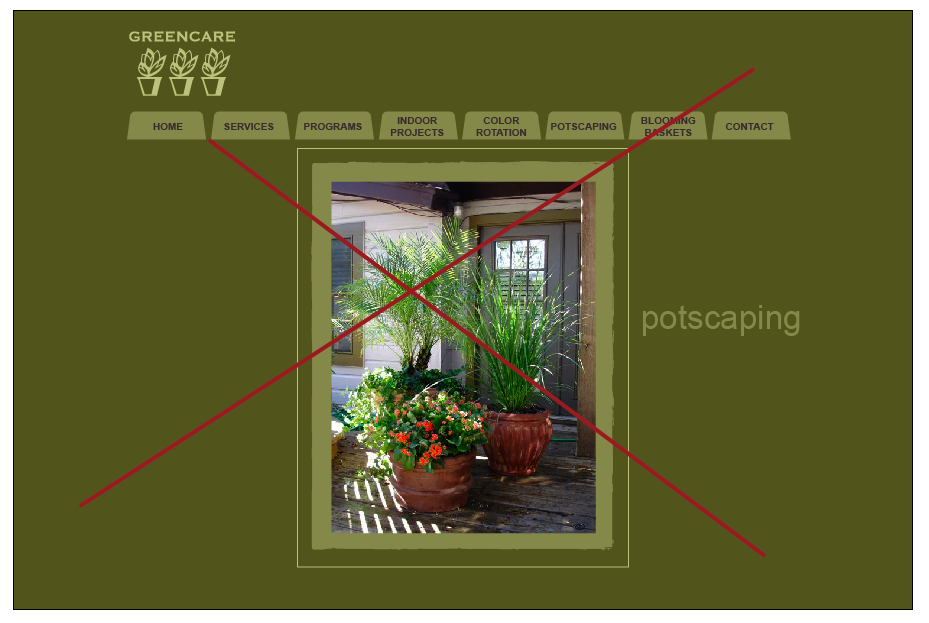 GREENCARE
HOME
SERVICES
PROGRAMS
INDOOR
PROJECTS
COLOR
ROTATION
POTSCAPING
BLOOMING
BASKETS
CONTACT
potscaping